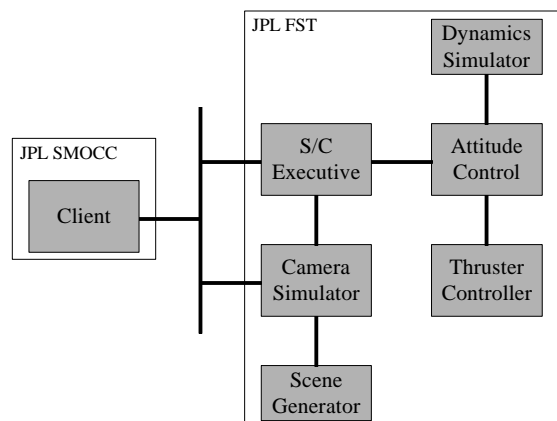 JPL FST
Dynamics
Simulator
JPL SMOCC
S/C
Executive
Attitude
Control
Client
Camera
Simulator
Thruster
Controller
Scene
Generator